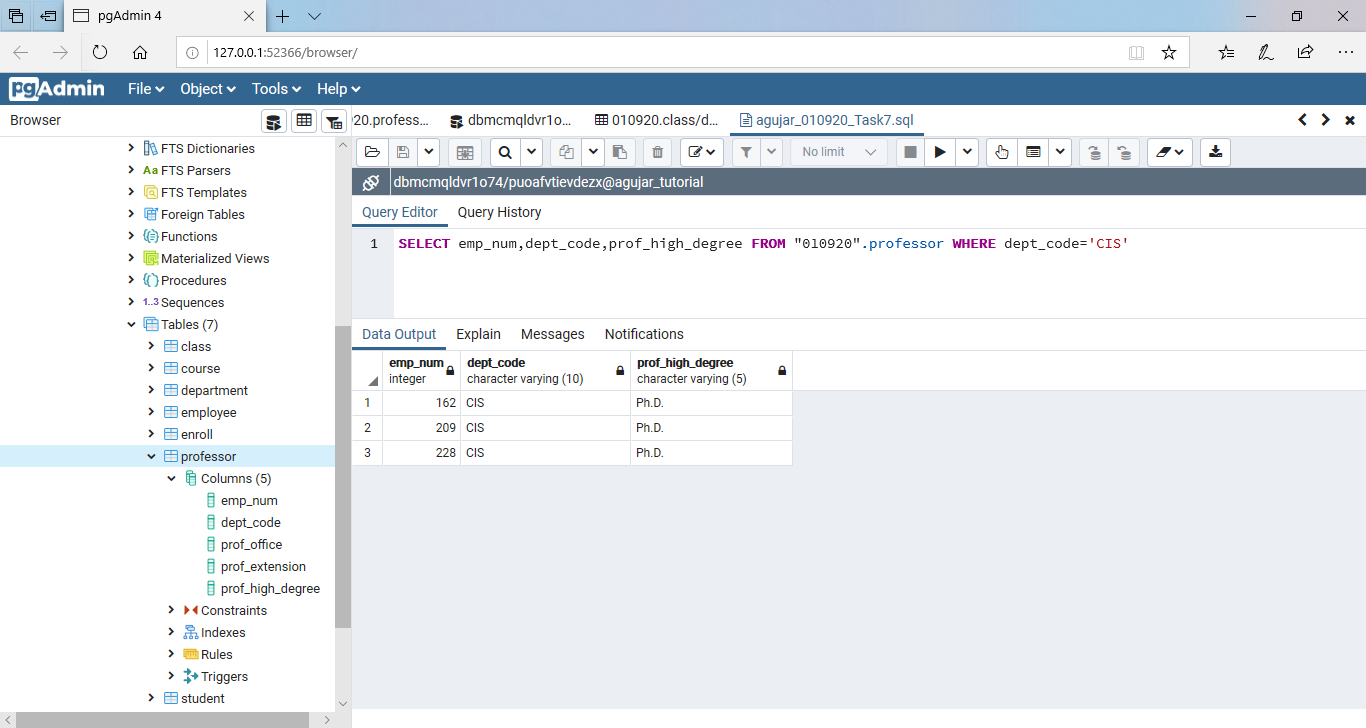 pgAdmin 4
127.0.0.1:52366/browser/
pgAdmin File Object Tools Help
Browser
20.profess... dbmcmqldvr1o... 010920.class/d... agujar_010920_Task7.sql
No limit
dbmcmqldvr1o74/puoafvtievdezx@agujar_tutorial
Query Editor Query History
1 SELECT emp_num,dept_code,prof_high_degree FROM "010920".professor WHERE dept_code='CIS'
Data Output Explain Messages Notifications
emp_num dept_code prof_high_degree
integer character varying (10) character varying (5)
1 162 CIS Ph.D.
2 209 CIS Ph.D.
3 228 CIS Ph.D.
FTS Dictionaries
Aa FTS Parsers
FTS Templates
Foreign Tables
Functions
Materialized Views
Procedures
1..3 Sequences
Tables (7)
class
course
department
employee
enroll
professor
Columns (5)
emp_num
dept_code
prof_office
prof_extension
prof_high_degree
Constraints
Indexes
Rules
Triggers
student